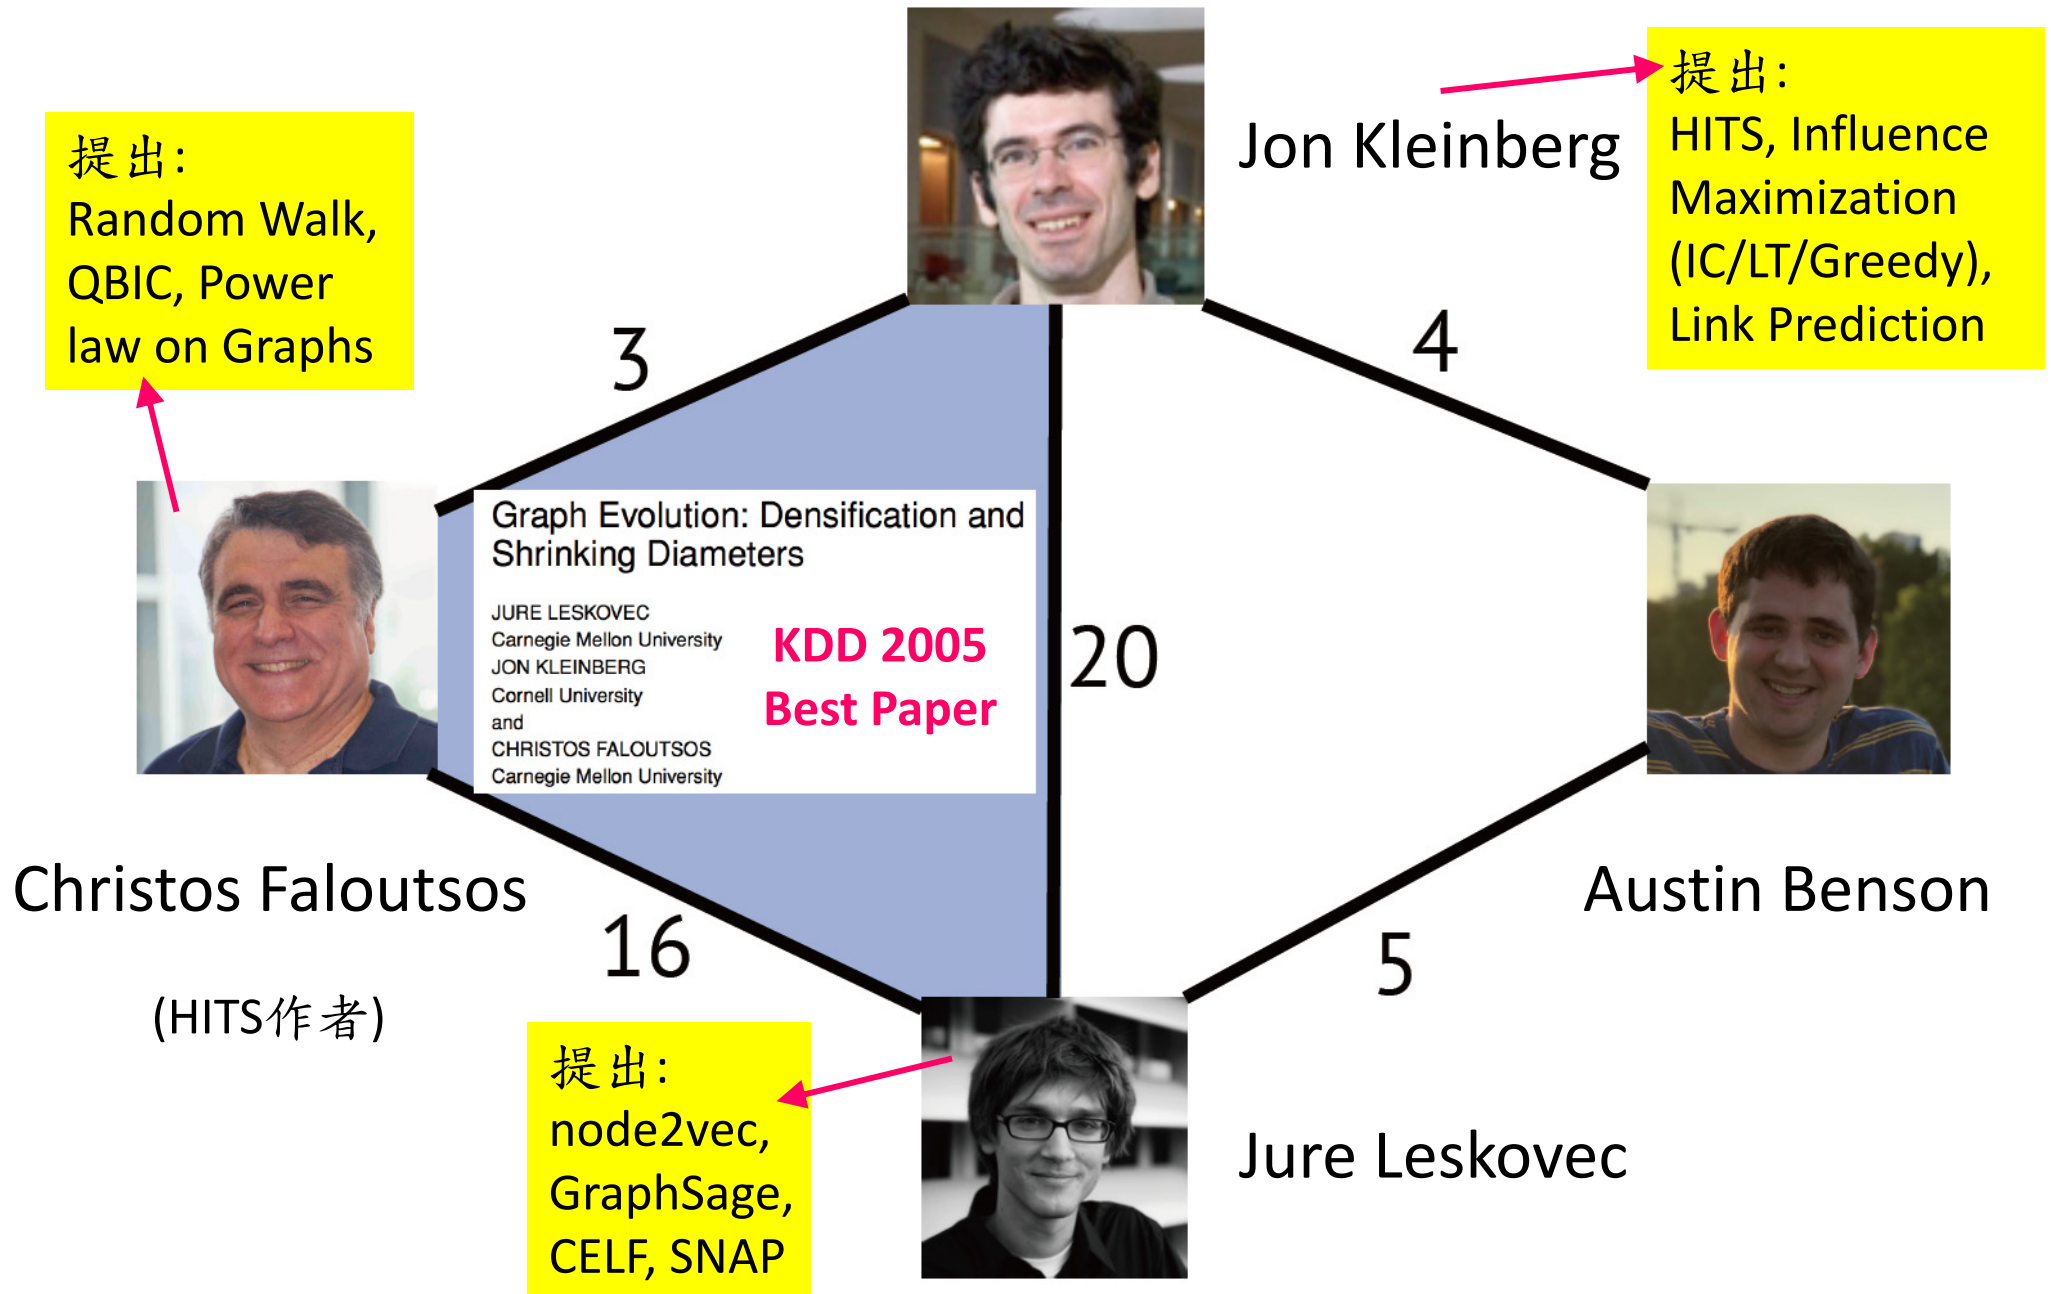 Jon Kleinberg
提出:
HITS, Influence
Maximization
(IC/LT/Greedy),
Link Prediction
提出:
Random Walk,
QBIC, Power
law on Graphs
3
4
Graph Evolution: Densification and
Shrinking Diameters
JURE LESKOVEC
Carnegie Mellon University
JON KLEINBERG
Cornell University
and
CHRISTOS FALOUTSOS
Carnegie Mellon University
KDD 2005
Best Paper
20
Christos Faloutsos
(HITS作者)
Austin Benson
16
5
提出:
node2vec,
GraphSage,
CELF, SNAP
Jure Leskovec